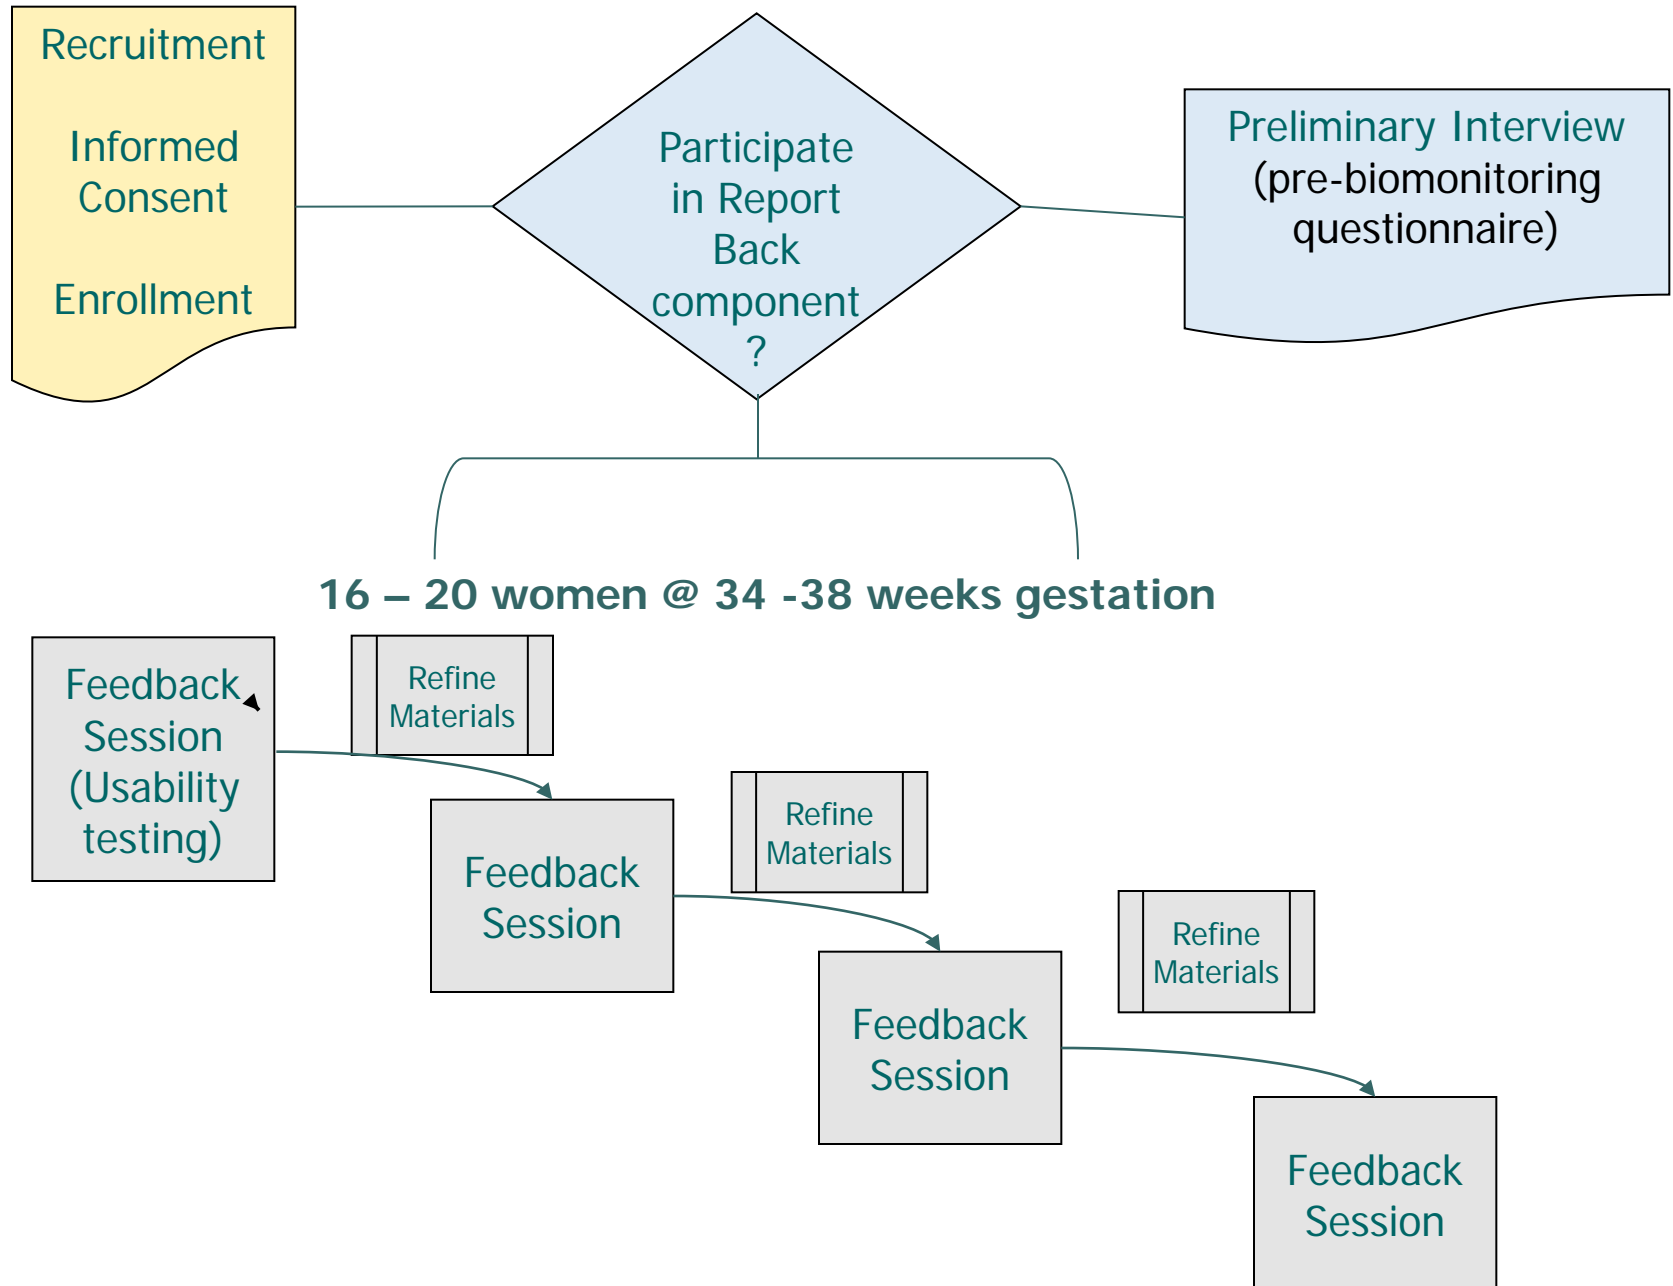 Recruitment
Informed
Consent
Enrollment
Participate
in Report
Back
component
?
Preliminary Interview
(pre-biomonitoring
questionnaire)
16 – 20 women @ 34 -38 weeks gestation
Feedback
Session
(Usability
testing)
Refine
Materials
Feedback
Session
Refine
Materials
Feedback
Session
Refine
Materials
Feedback
Session